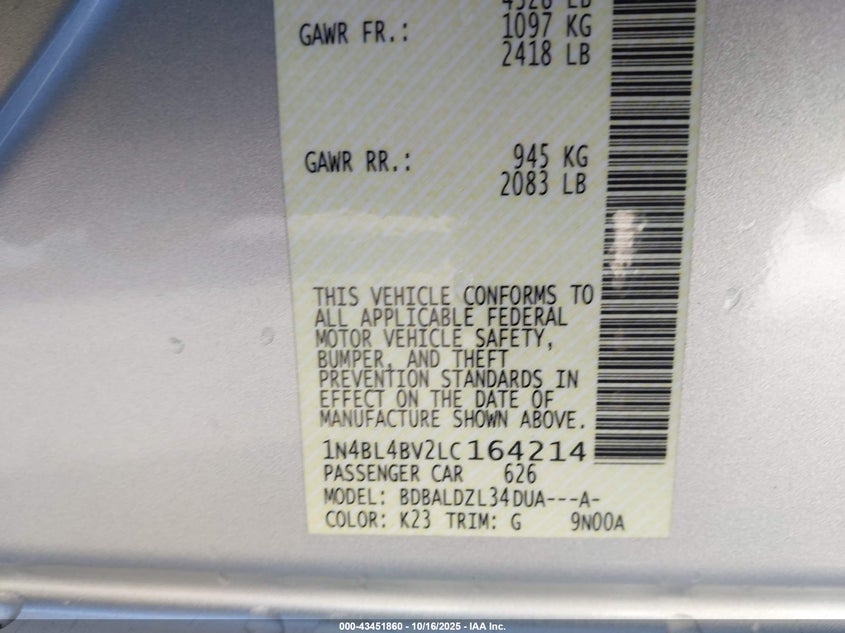 4528 LB
GAWR FR.: 1097 KG
2418 LB
GAWR RR.: 945 KG
2083 LB
THIS VEHICLE CONFORMS TO
ALL APPLICABLE FEDERAL
MOTOR VEHICLE SAFETY,
BUMPER, AND THEFT
PREVENTION STANDARDS IN
EFFECT ON THE DATE OF
MANUFACTURE SHOWN ABOVE.
1N4BL4BV2LC164214
PASSENGER CAR 626
MODEL: BDBALDZL34DUA---A-
COLOR: K23 TRIM: G 9N00A
000-43451860 - 10/16/2025 - IAA Inc.